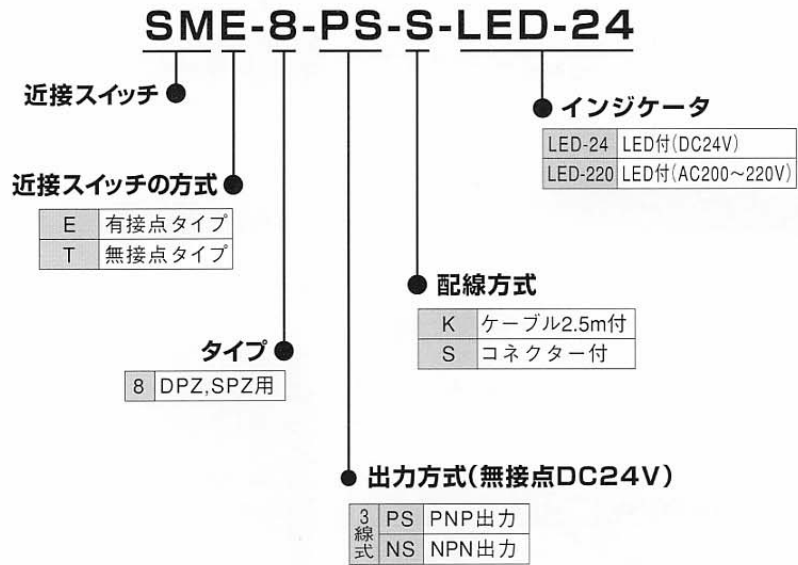 SME-8-PS-S-LED-24
近接スイッチ
インジケータ
LED-24 LED付(DC24V)
LED-220 LED付(AC200〜220V)
近接スイッチの方式
E 有接点タイプ
T 無接点タイプ
配線方式
K ケーブル2.5m付
S コネクター付
タイプ
8 DPZ,SPZ用
出力方式(無接点DC24V)
3線式
PS PNP出力
NS NPN出力